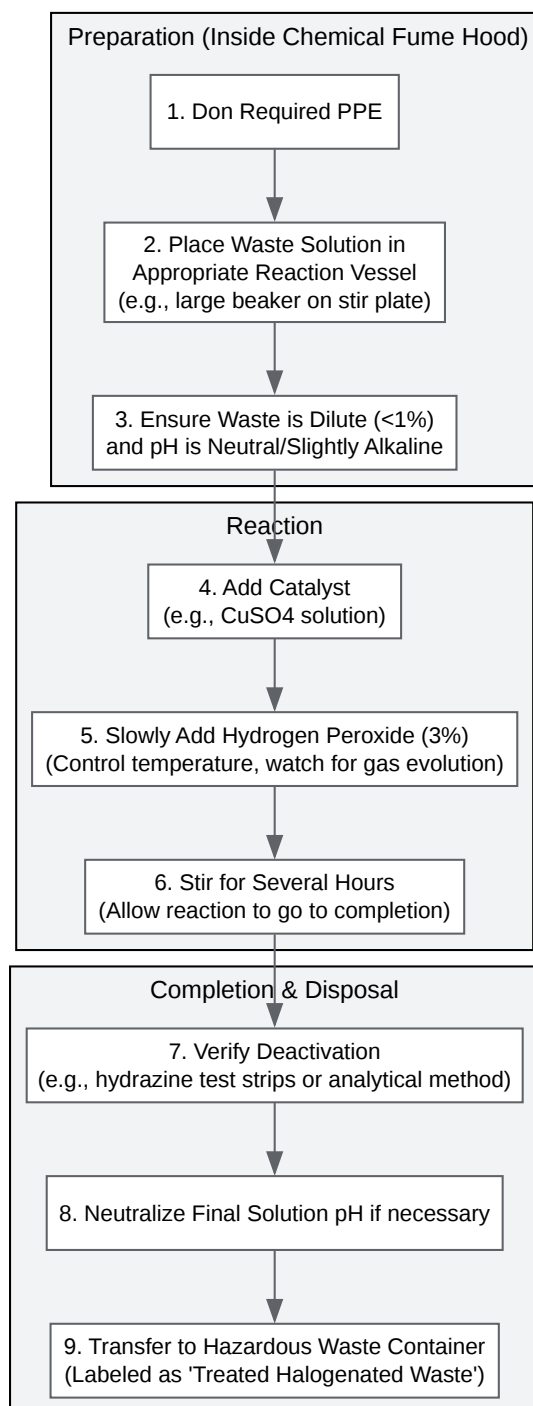 Preparation (Inside Chemical Fume Hood)
1. Don Required PPE
2. Place Waste Solution in
Appropriate Reaction Vessel
(e.g., large beaker on stir plate)
3. Ensure Waste is Dilute (<1%)
and pH is Neutral/Slightly Alkaline
Reaction
4. Add Catalyst
(e.g., CuSO4 solution)
5. Slowly Add Hydrogen Peroxide (3%)
(Control temperature, watch for gas evolution)
6. Stir for Several Hours
(Allow reaction to go to completion)
Completion & Disposal
7. Verify Deactivation
(e.g., hydrazine test strips or analytical method)
8. Neutralize Final Solution pH if necessary
9. Transfer to Hazardous Waste Container
(Labeled as 'Treated Halogenated Waste')